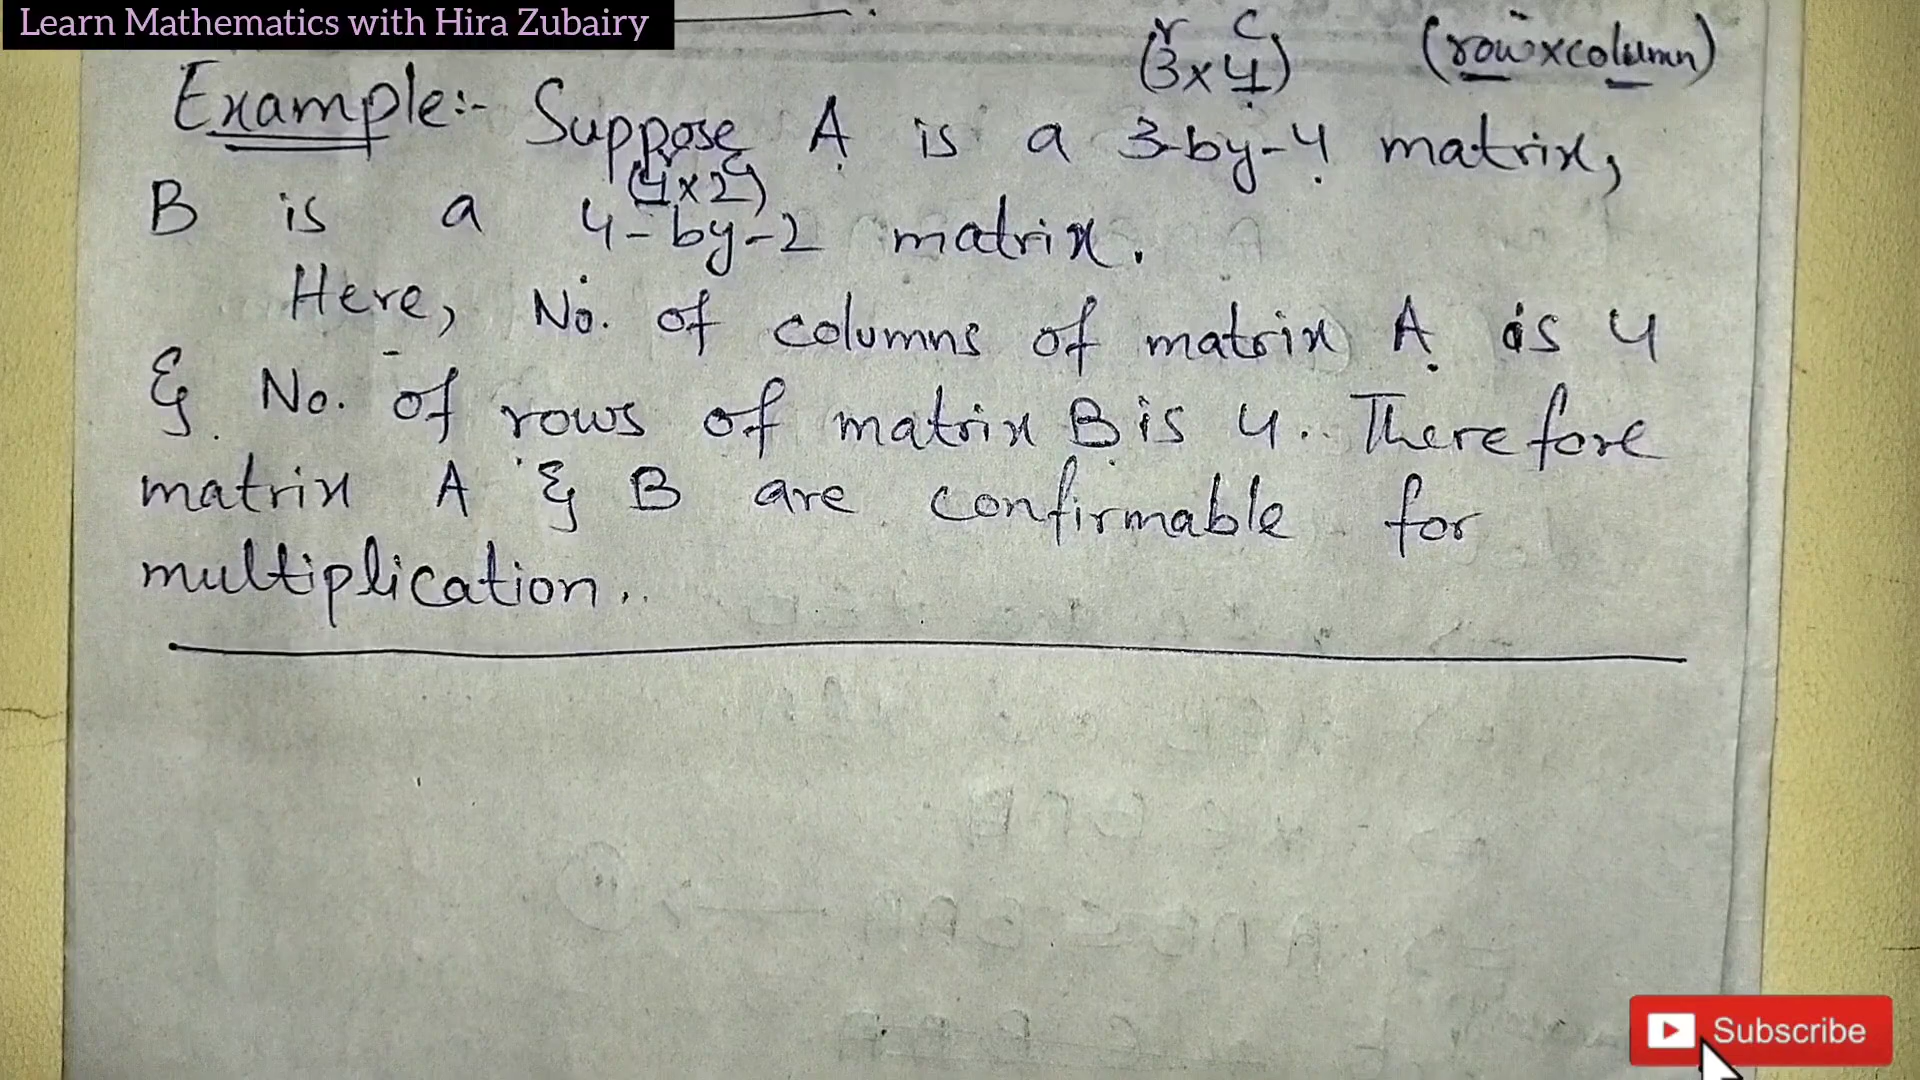 Learn Mathematics with Hira Zubairy
r c
(3x4) (row x column)
Example:- Suppose A is a 3-by-4 matrix,
r c
(4x2)
B is a 4-by-2 matrix.
Here, No. of columns of matrix A is 4
& No. of rows of matrix B is 4. Therefore
matrix A & B are confirmable for
multiplication.
Subscribe